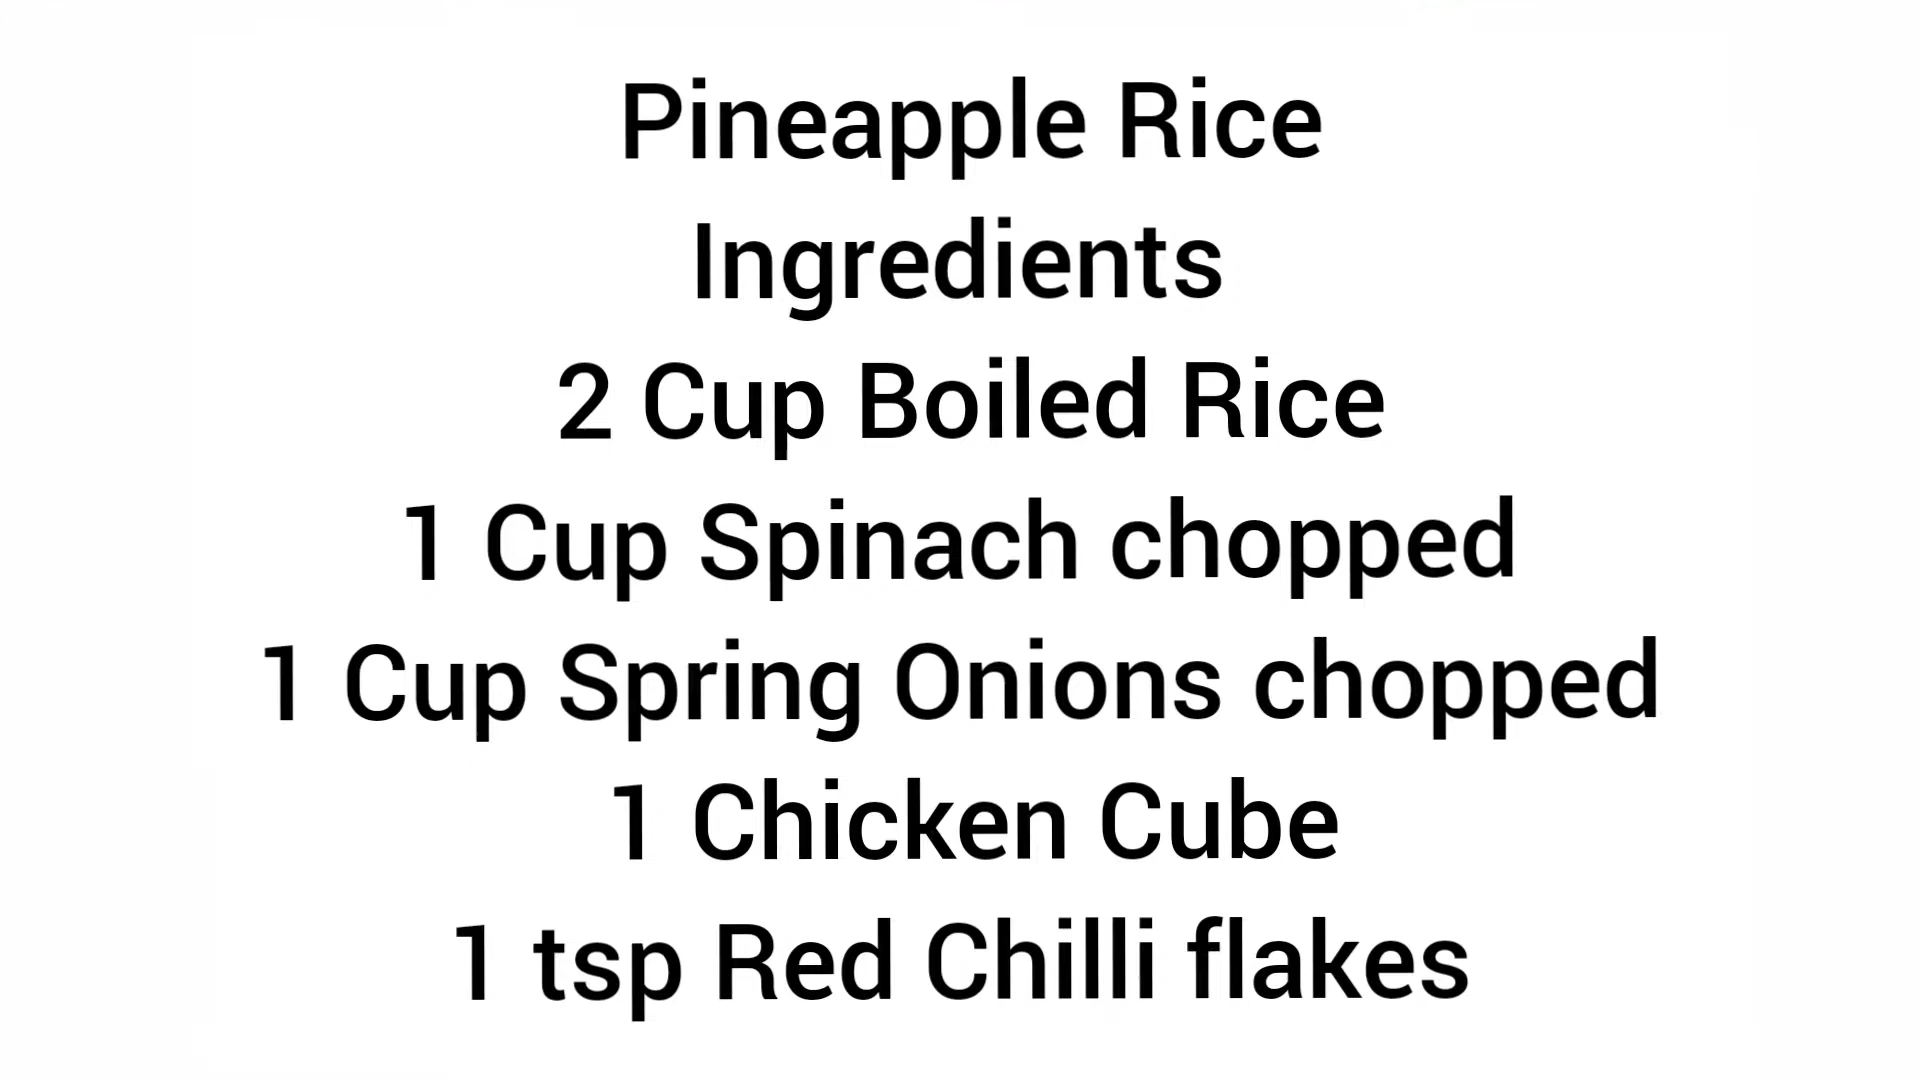 Pineapple Rice
Ingredients
2 Cup Boiled Rice
1 Cup Spinach chopped
1 Cup Spring Onions chopped
1 Chicken Cube
1 tsp Red Chilli flakes